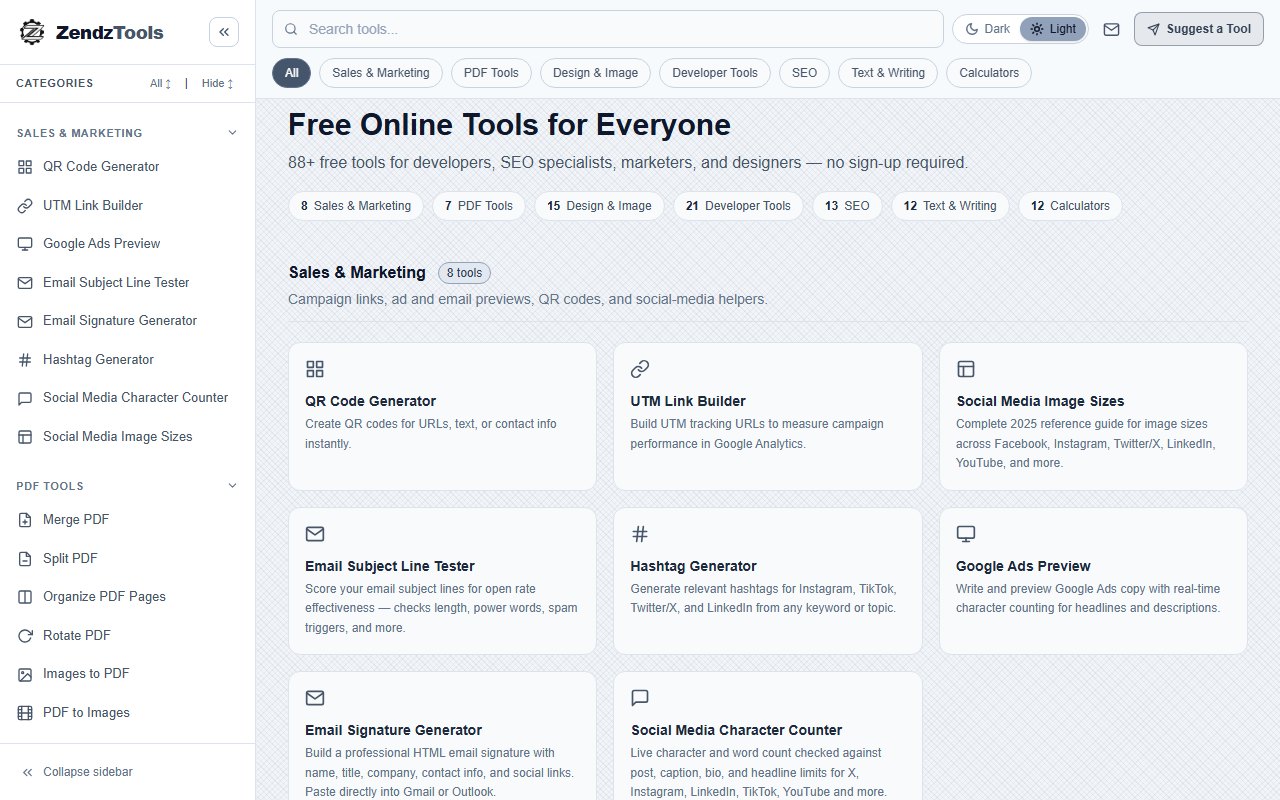 ZendzTools
CATEGORIES
All
|
Hide
SALES & MARKETING
QR Code Generator
UTM Link Builder
Google Ads Preview
Email Subject Line Tester
Email Signature Generator
Hashtag Generator
Social Media Character Counter
Social Media Image Sizes
PDF TOOLS
Merge PDF
Split PDF
Organize PDF Pages
Rotate PDF
Images to PDF
PDF to Images
Collapse sidebar
Search tools...
Dark
Light
Suggest a Tool
All
Sales & Marketing
PDF Tools
Design & Image
Developer Tools
SEO
Text & Writing
Calculators
Free Online Tools for Everyone
88+ free tools for developers, SEO specialists, marketers, and designers — no sign-up required.
8 Sales & Marketing
7 PDF Tools
15 Design & Image
21 Developer Tools
13 SEO
12 Text & Writing
12 Calculators
Sales & Marketing
8 tools
Campaign links, ad and email previews, QR codes, and social-media helpers.
QR Code Generator
Create QR codes for URLs, text, or contact info
instantly.
UTM Link Builder
Build UTM tracking URLs to measure campaign
performance in Google Analytics.
Social Media Image Sizes
Complete 2025 reference guide for image sizes
across Facebook, Instagram, Twitter/X, LinkedIn,
YouTube, and more.
Email Subject Line Tester
Score your email subject lines for open rate
effectiveness — checks length, power words, spam
triggers, and more.
Hashtag Generator
Generate relevant hashtags for Instagram, TikTok,
Twitter/X, and LinkedIn from any keyword or topic.
Google Ads Preview
Write and preview Google Ads copy with real-time
character counting for headlines and descriptions.
Email Signature Generator
Build a professional HTML email signature with
name, title, company, contact info, and social links.
Paste directly into Gmail or Outlook.
Social Media Character Counter
Live character and word count checked against
post, caption, bio, and headline limits for X,
Instagram, LinkedIn, TikTok, YouTube and more.